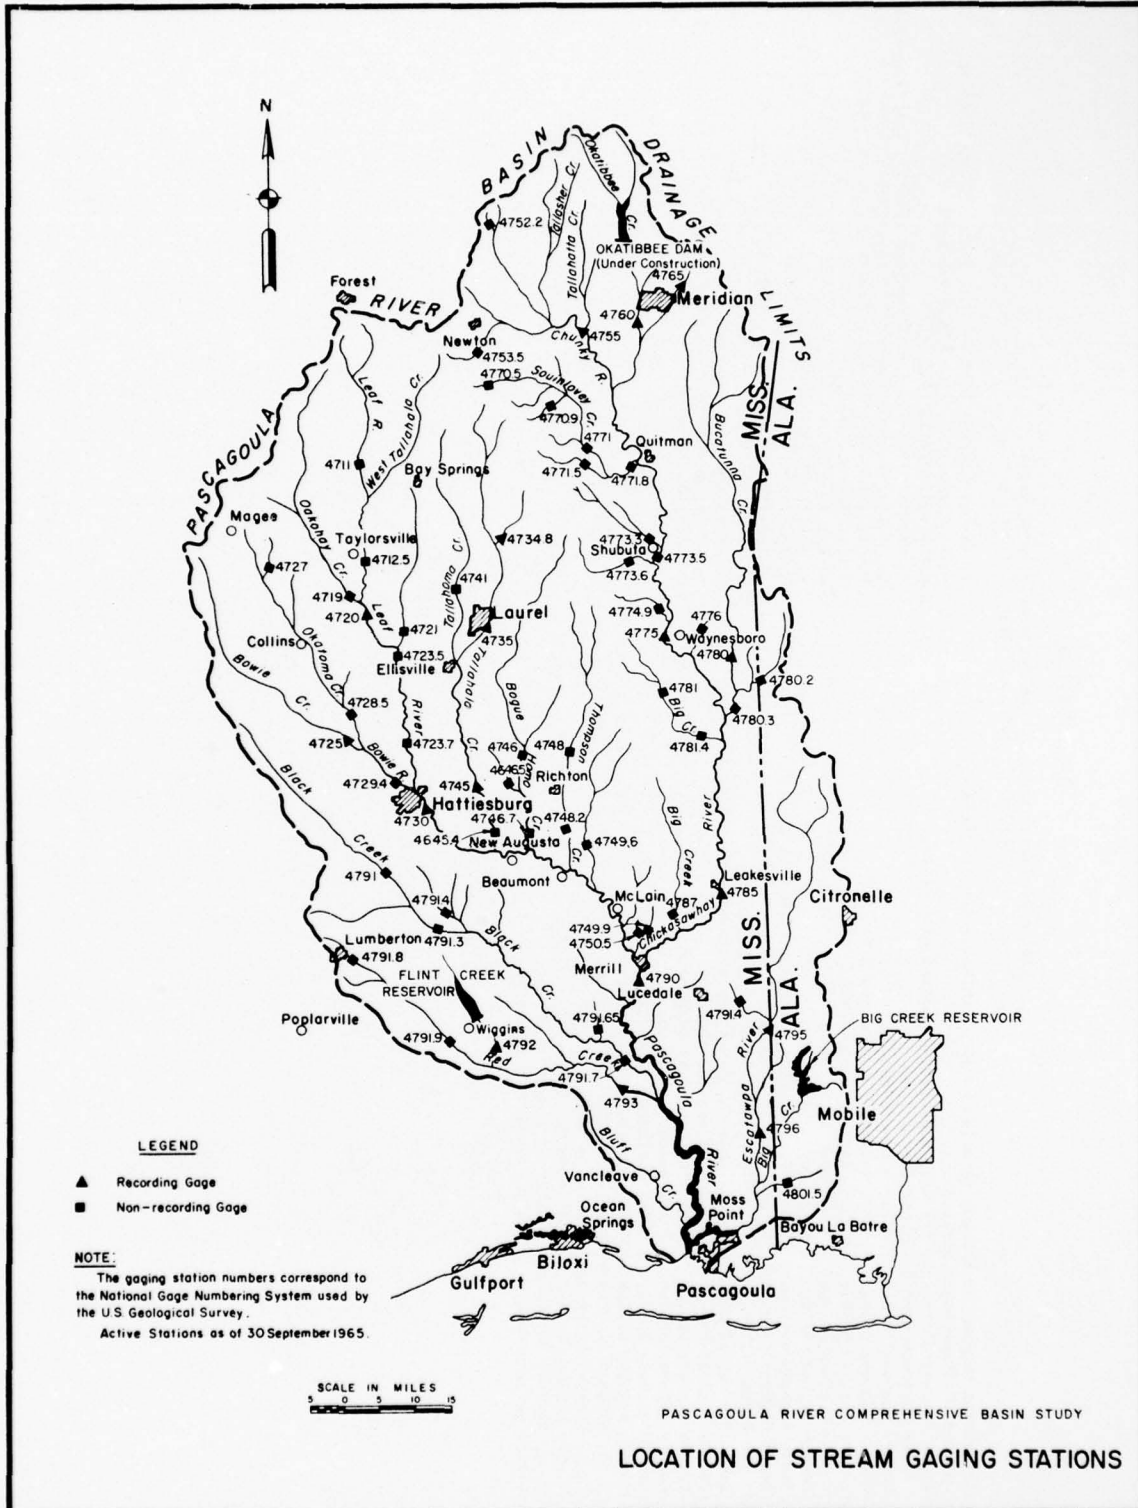 N
BASIN
DRAINAGE
Okatibbee
Cr.
Tallasher Cr.
Tallahatta Cr.
4752.2
OKATIBBEE DAM
(Under Construction)
4765
Forest
RIVER
Meridian
LIMITS
4760
4755
Newton
Chunky R.
4753.5
4770.5
Souinlovey Cr.
4770.9
Leaf R
West Tallahala Cr.
MISS.
ALA.
Bucatunna Cr.
PASCAGOULA
4771
Quitman
4711
Bay Springs
4771.5
4771.8
Magee
Oakahay Cr.
Taylorsville
4734.8
4773.3
Shubuta
4773.5
4712.5
4773.6
4727
Tallahoma Cr.
4741
4719
4720
Leaf
Laurel
4774.9
4776
4721
4735
4775
Waynesboro
Collins
Okatoma Cr.
4723.5
Ellisville
4780
Bowie Cr.
Tallahala Cr.
4780.2
River
Bogue Homo Cr.
4781
Thompson Cr.
Big Cr.
4728.5
4780.3
4725
4723.7
4746
4748
4781.4
Bowie R
Black Creek
4646.5
Richton
4729.4
4745
Hattiesburg
4730
4746.7
4748.2
4645.4
New Augusta
4749.6
Big Creek
River
4791
Beaumont
Leakesville
4785
McLain
4787
Citronelle
4791.4
Chickasawhay
4749.9
4750.5
Lumberton
4791.3
Black Cr.
MISS.
ALA.
4791.8
Merrill
4790
FLINT CREEK
RESERVOIR
Lucedale
4791.4
Poplarville
Wiggins
4791.65
BIG CREEK RESERVOIR
4795
4791.9
4792
Red Creek
Pascagoula
Escatawpa River
4791.7
4793
Mobile
Big Cr.
4796
Bluff Cr.
LEGEND
Recording Gage
Non-recording Gage
Vancleave
River
4801.5
Ocean
Springs
Moss
Point
Bayou La Batre
NOTE:
Biloxi
Gulfport
Pascagoula
The gaging station numbers correspond to
the National Gage Numbering System used by
the U.S. Geological Survey.
Active Stations as of 30 September 1965.
SCALE IN MILES
5 0 5 10 15
PASCAGOULA RIVER COMPREHENSIVE BASIN STUDY
LOCATION OF STREAM GAGING STATIONS